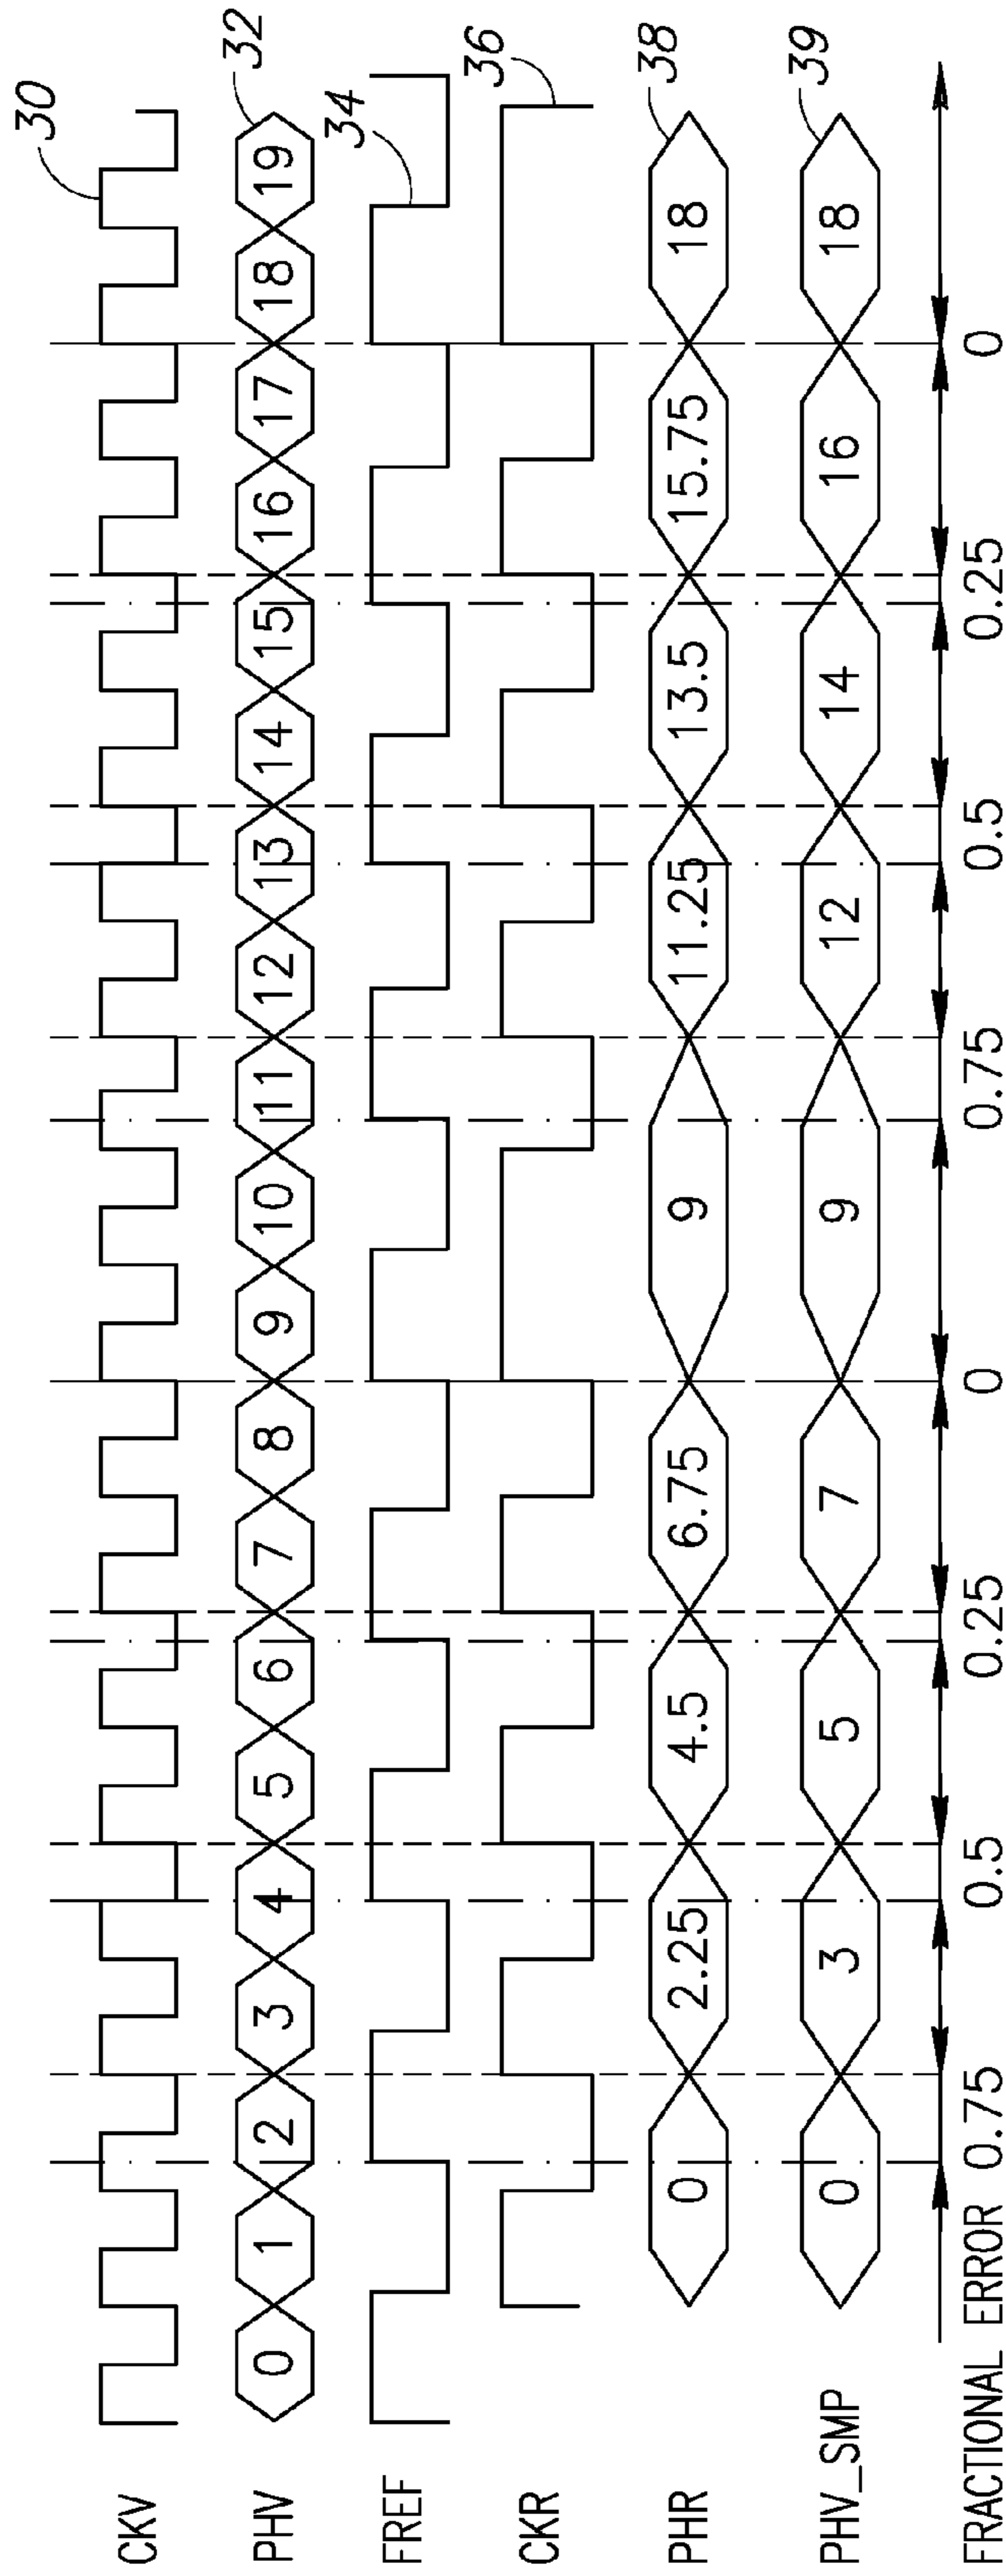 CKV 30
PHV 0 1 2 3 4 5 6 7 8 9 10 11 12 13 14 15 16 17 18 19 32
FREF 34
CKR 36
PHR 0 2.25 4.5 6.75 9 11.25 13.5 15.75 18 38
PHV_SMP 0 3 5 7 9 12 14 16 18 39
FRACTIONAL ERROR 0.75 0.5 0.25 0 0.75 0.5 0.25 0